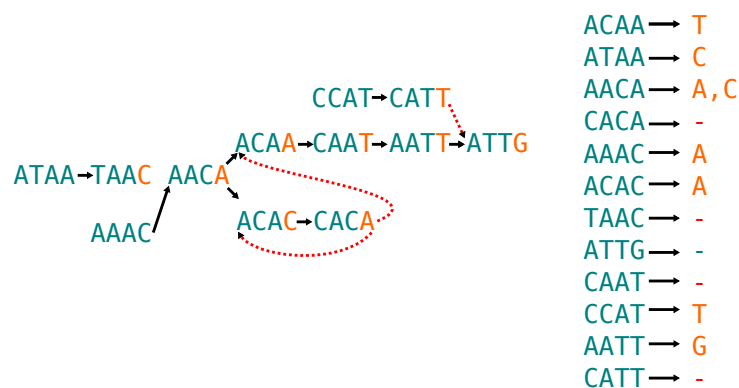 CCAT CATT
ACAA CAAT AATT ATTG
ATAA TAAC AACA
AAAC
ACAC CACA
ACAA T
ATAA C
AACA A,C
CACA -
AAAC A
ACAC A
TAAC -
ATTG -
CAAT -
CCAT T
AATT G
CATT -